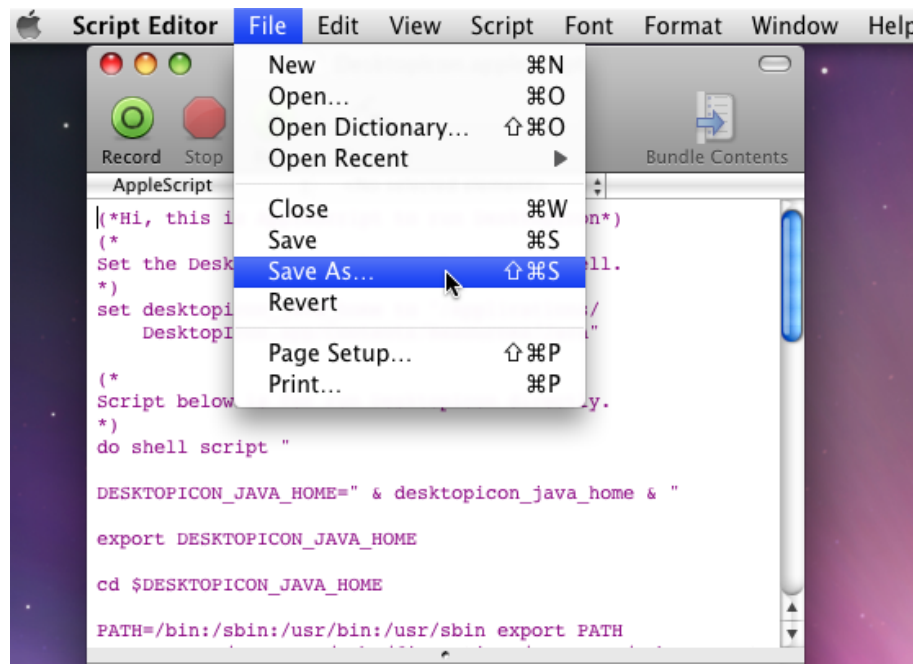 Script Editor File Edit View Script Font Format Window Help
New ⌘N
Open... ⌘O
Open Dictionary... ⇧⌘O
Open Recent ▶
Close ⌘W
Save ⌘S
Save As... ⇧⌘S
Revert
Page Setup... ⇧⌘P
Print... ⌘P
Record Stop Bundle Contents
AppleScript
(*Hi, this i n*)
(*
Set the Desk ll.
*)
set desktopi /
DesktopI "
(*
Script below y.
*)
do shell script "
DESKTOPICON_JAVA_HOME=" & desktopicon_java_home & "
export DESKTOPICON_JAVA_HOME
cd $DESKTOPICON_JAVA_HOME
PATH=/bin:/sbin:/usr/bin:/usr/sbin export PATH